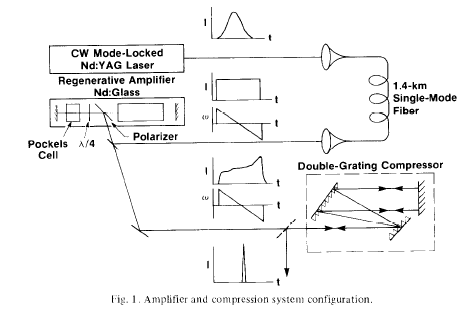 I
t
CW Mode-Locked
Nd:YAG Laser
Regenerative Amplifier
Nd:Glass
I
t
ω
t
1.4-km
Single-Mode
Fiber
Pockels
Cell
λ/4
Polarizer
I
t
ω
t
Double-Grating Compressor
I
t
Fig. 1. Amplifier and compression system configuration.